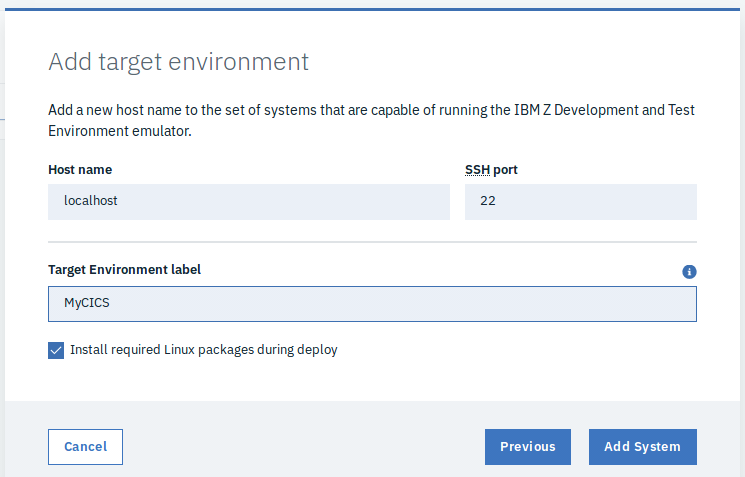 Add target environment
Add a new host name to the set of systems that are capable of running the IBM Z Development and Test
Environment emulator.
Host name
SSH port
localhost
22
Target Environment label
MyCICS
Install required Linux packages during deploy
Cancel
Previous
Add System